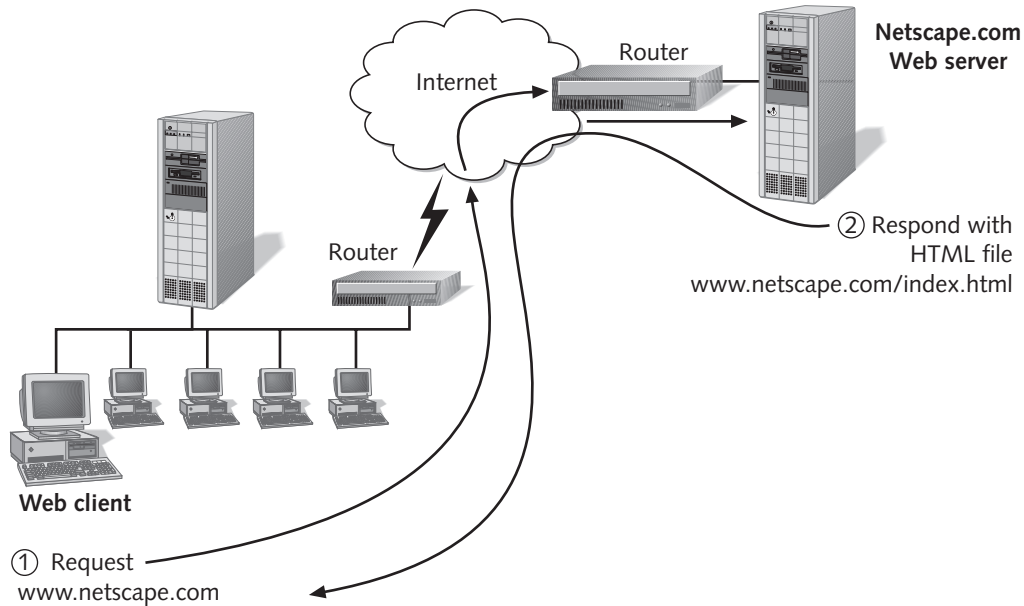 Netscape.com
Web server
Router
Internet
② Respond with
HTML file
www.netscape.com/index.html
Router
Web client
① Request
www.netscape.com